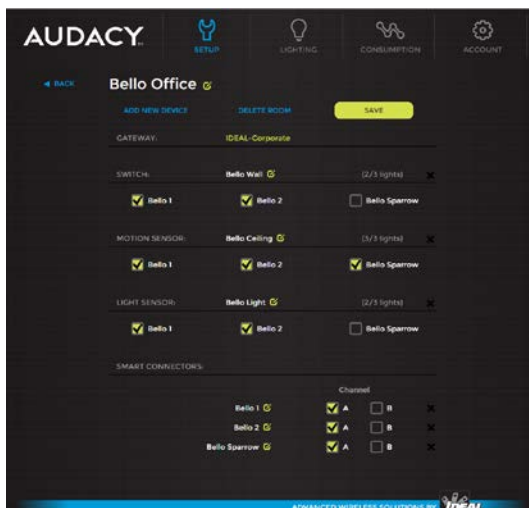 AUDACY
SETUP
LIGHTING
CONSUMPTION
ACCOUNT
◄ BACK
Bello Office
ADD NEW DEVICE DELETE ROOM SAVE
GATEWAY: IDEAL-Corporate
SWITCH: Bello Wall (2/3 lights)
Bello 1 Bello 2 Bello Sparrow
MOTION SENSOR: Bello Ceiling (3/3 lights)
Bello 1 Bello 2 Bello Sparrow
LIGHT SENSOR: Bello Light (2/3 lights)
Bello 1 Bello 2 Bello Sparrow
SMART CONNECTORS:
Channel
Bello 1 A B
Bello 2 A B
Bello Sparrow A B
ADVANCED WIRELESS SOLUTIONS BY IDEAL